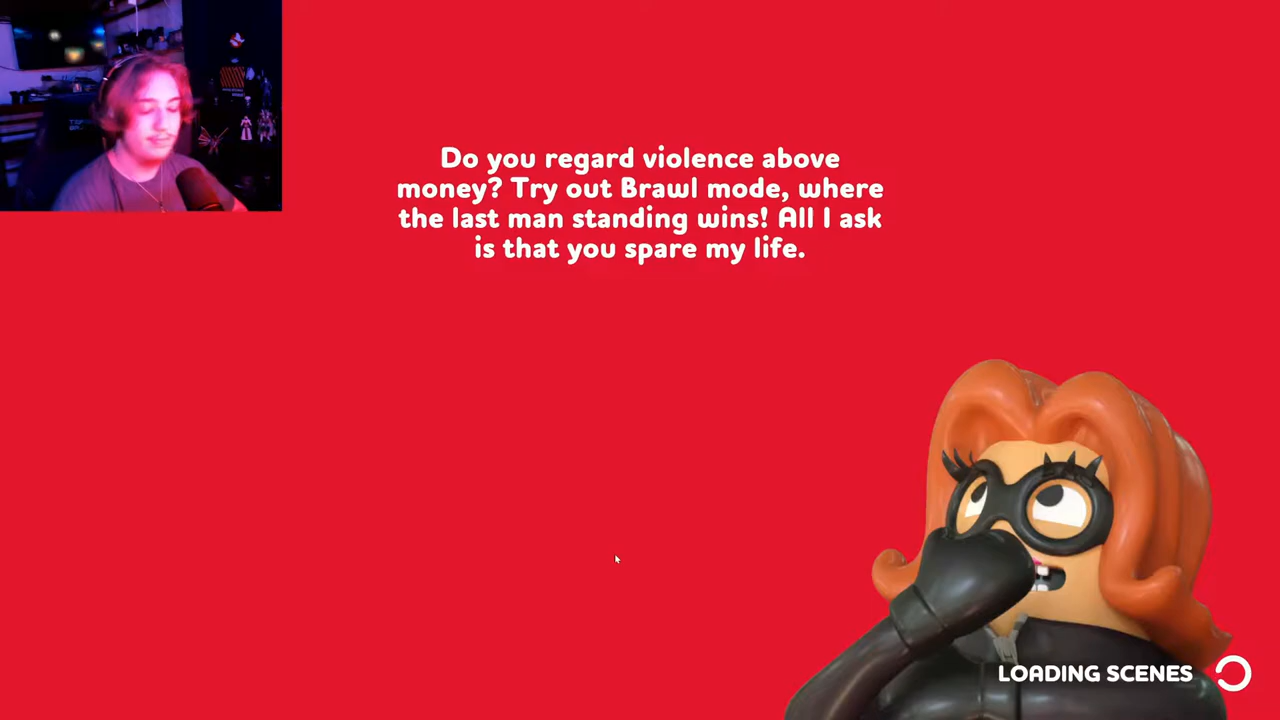 Do you regard violence above
money? Try out Brawl mode, where
the last man standing wins! All I ask
is that you spare my life.
LOADING SCENES